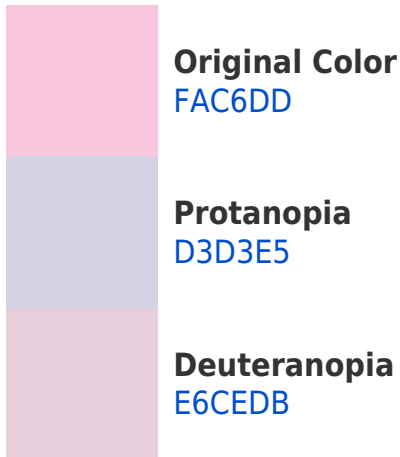 Original Color
FAC6DD
Protanopia
D3D3E5
Deuteranopia
E6CEDB